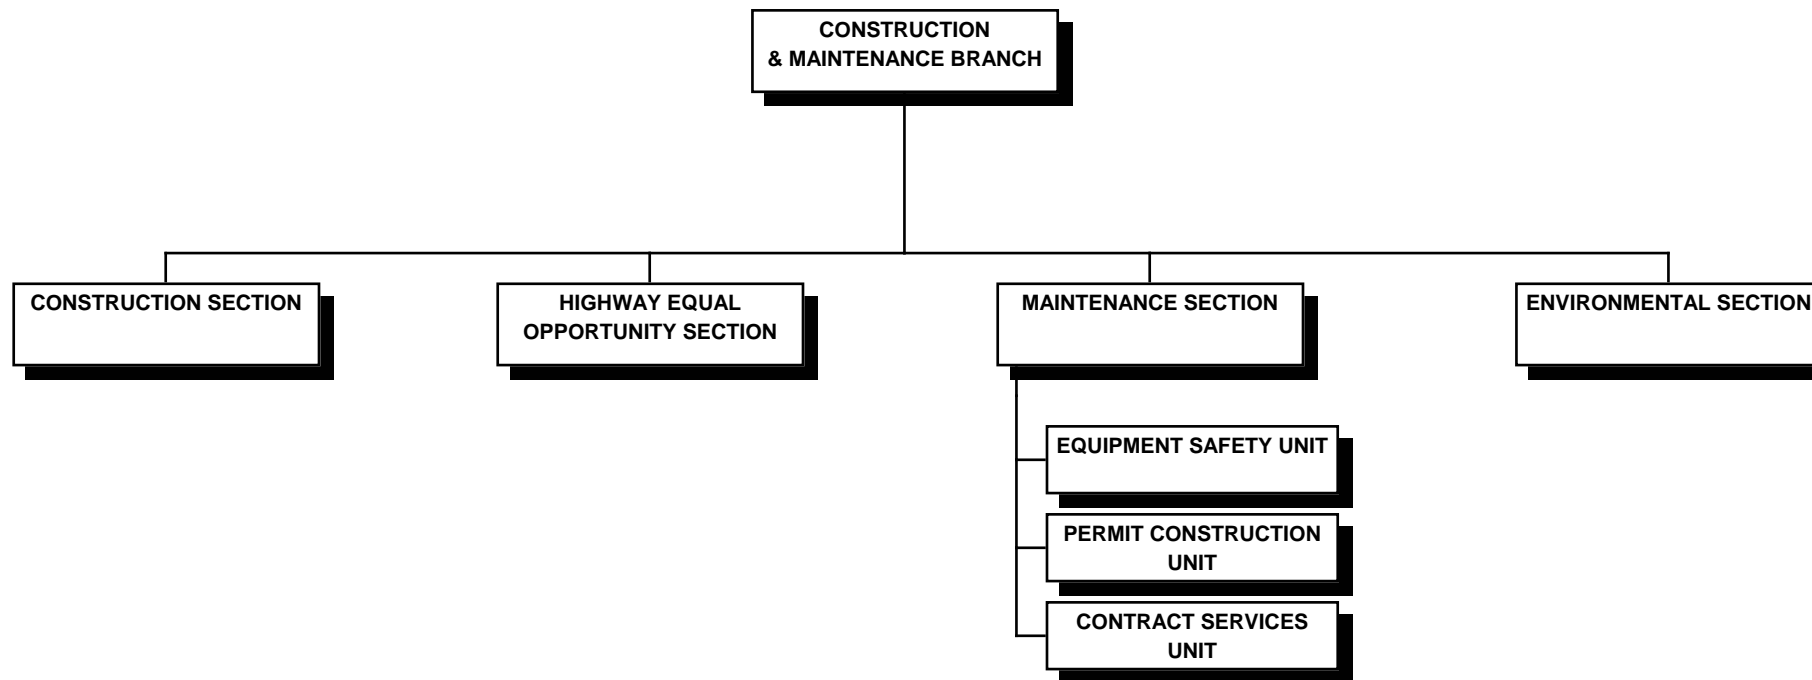 CONSTRUCTION
& MAINTENANCE BRANCH
CONSTRUCTION SECTION
HIGHWAY EQUAL
OPPORTUNITY SECTION
MAINTENANCE SECTION
ENVIRONMENTAL SECTION
EQUIPMENT SAFETY UNIT
PERMIT CONSTRUCTION
UNIT
CONTRACT SERVICES
UNIT